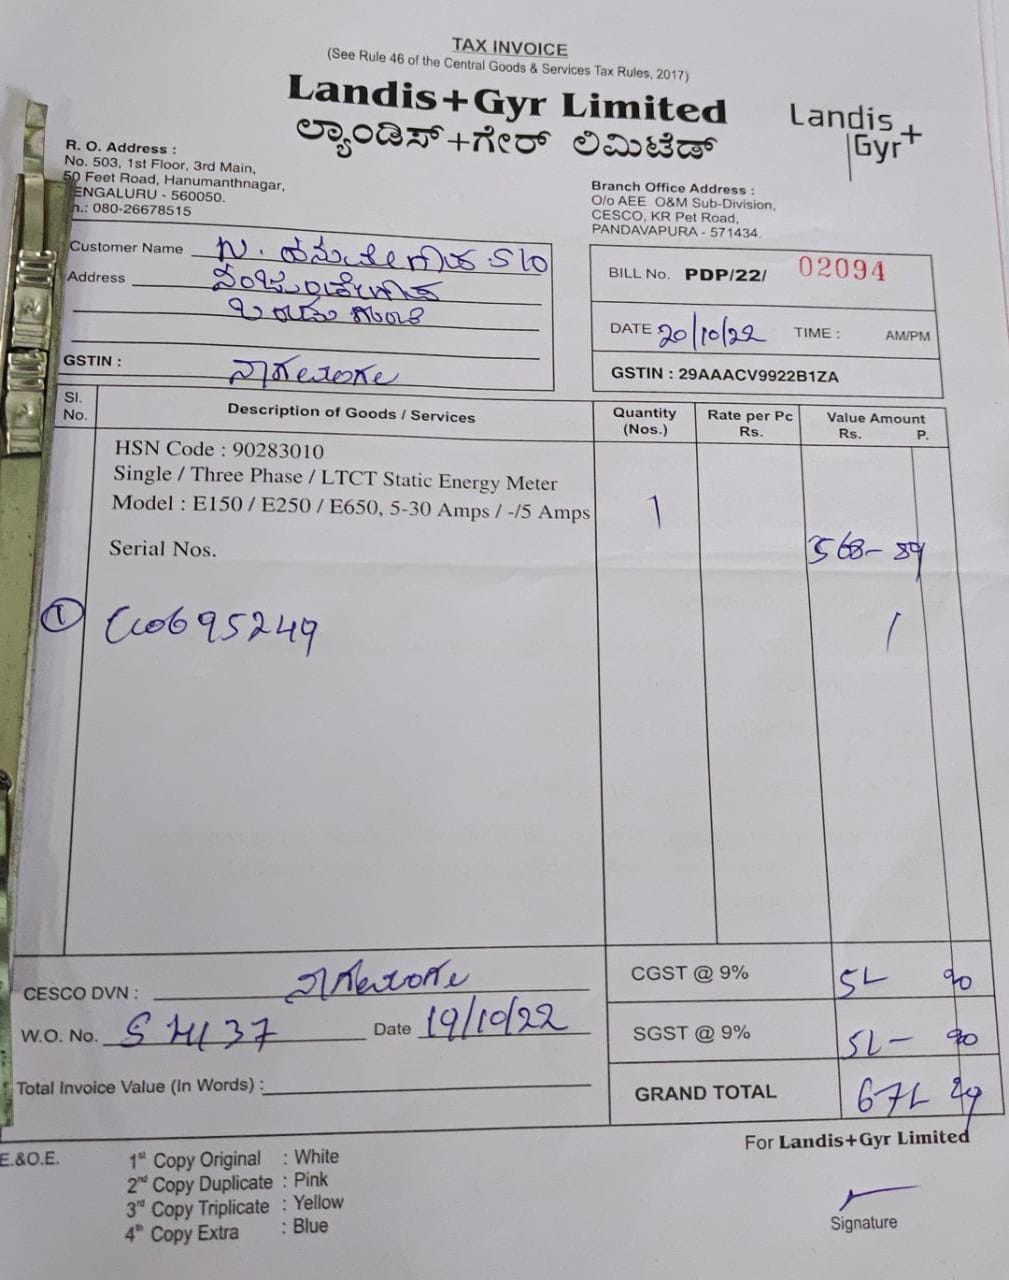 TAX INVOICE
(See Rule 46 of the Central Goods & Services Tax Rules, 2017)
Landis+Gyr Limited
ಲ್ಯಾಂಡಿಸ್+ಗೇರ್ ಲಿಮಿಟೆಡ್
Landis
Gyr+
R. O. Address :
No. 503, 1st Floor, 3rd Main,
50 Feet Road, Hanumanthnagar,
ENGALURU - 560050.
h.: 080-26678515
Branch Office Address :
O/o AEE O&M Sub-Division,
CESCO, KR Pet Road,
PANDAVAPURA - 571434.
Customer Name S/O
Address
GSTIN :
BILL No. PDP/22/ 02094
DATE 20/10/22 TIME : AM/PM
GSTIN : 29AAACV9922B1ZA
Sl. No. Description of Goods / Services Quantity (Nos.) Rate per Pc Rs. Value Amount Rs. P.
HSN Code : 90283010
Single / Three Phase / LTCT Static Energy Meter
Model : E150 / E250 / E650, 5-30 Amps / -/5 Amps 1
Serial Nos. 568-
1 695249
CESCO DVN :
CGST @ 9% 90
W.O. No. 37 Date 19/10/22
SGST @ 9% 90
Total Invoice Value (In Words) :
GRAND TOTAL
For Landis+Gyr Limited
E.&O.E.
1st Copy Original : White
2nd Copy Duplicate : Pink
3rd Copy Triplicate : Yellow
4th Copy Extra : Blue
Signature